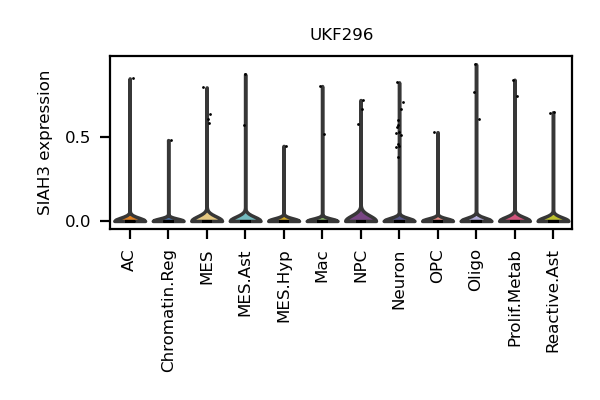 UKF296
SIAH3 expression
0.5
0.0
AC
Chromatin.Reg
MES
MES.Ast
MES.Hyp
Mac
NPC
Neuron
OPC
Oligo
Prolif.Metab
Reactive.Ast